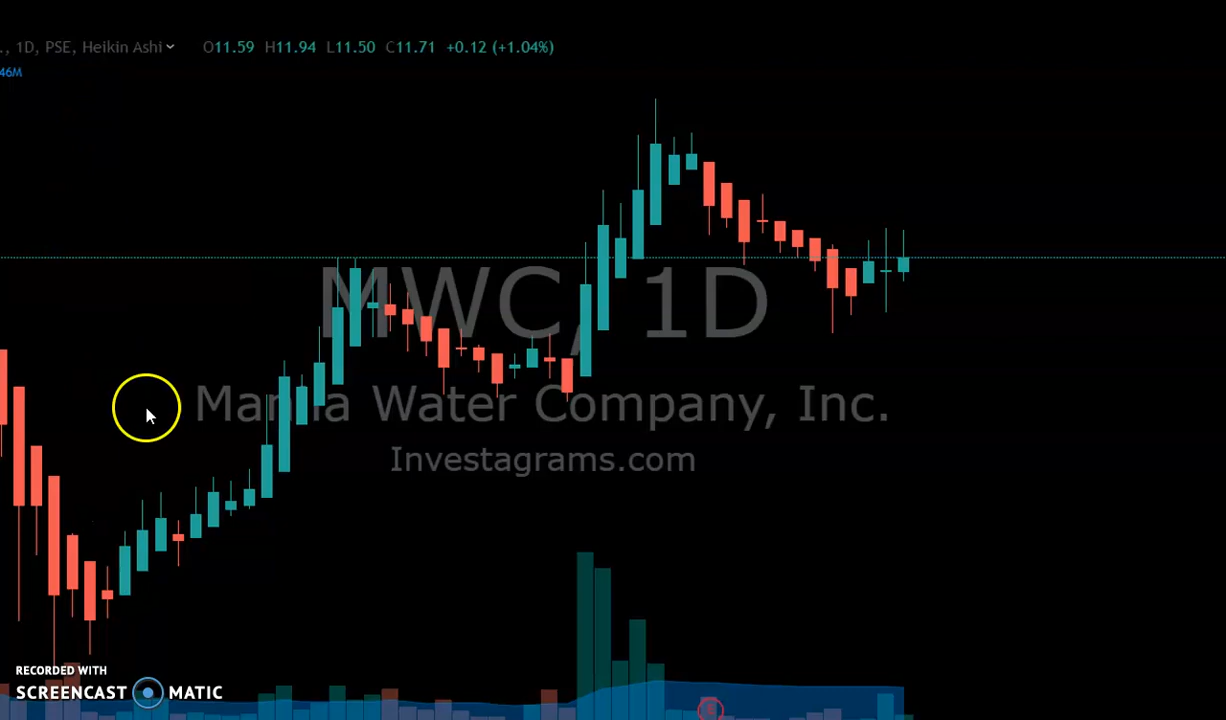 ., 1D, PSE, Heikin Ashi O11.59 H11.94 L11.50 C11.71 +0.12 (+1.04%)
46M
MWC, 1D
Manila Water Company, Inc.
Investagrams.com
RECORDED WITH
SCREENCAST MATIC
E